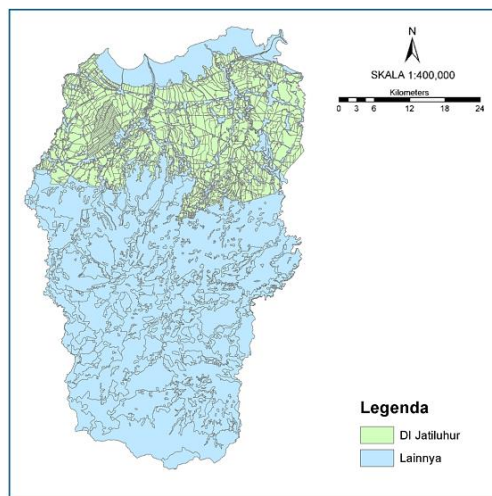 N
SKALA 1:400,000
Kilometers
0 3 6 12 18 24
Legenda
DI Jatiluhur
Lainnya